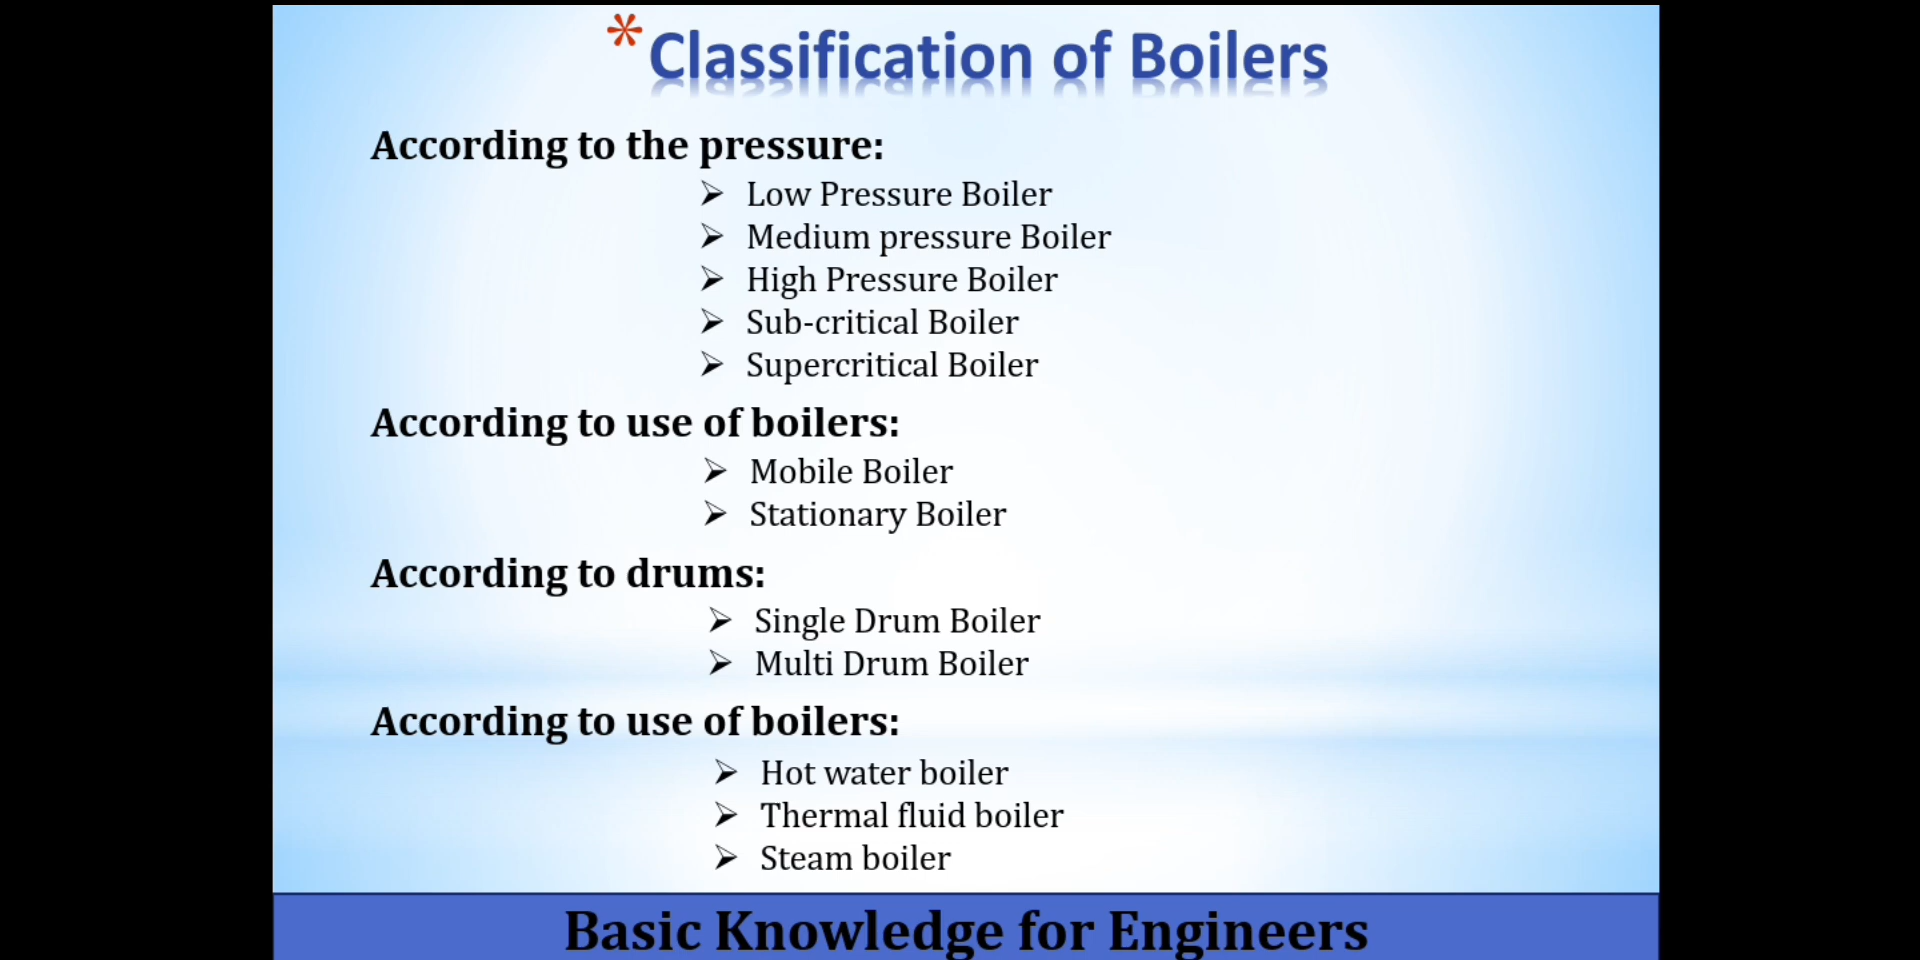 *Classification of Boilers
According to the pressure:
➢ Low Pressure Boiler
➢ Medium pressure Boiler
➢ High Pressure Boiler
➢ Sub-critical Boiler
➢ Supercritical Boiler
According to use of boilers:
➢ Mobile Boiler
➢ Stationary Boiler
According to drums:
➢ Single Drum Boiler
➢ Multi Drum Boiler
According to use of boilers:
➢ Hot water boiler
➢ Thermal fluid boiler
➢ Steam boiler
Basic Knowledge for Engineers